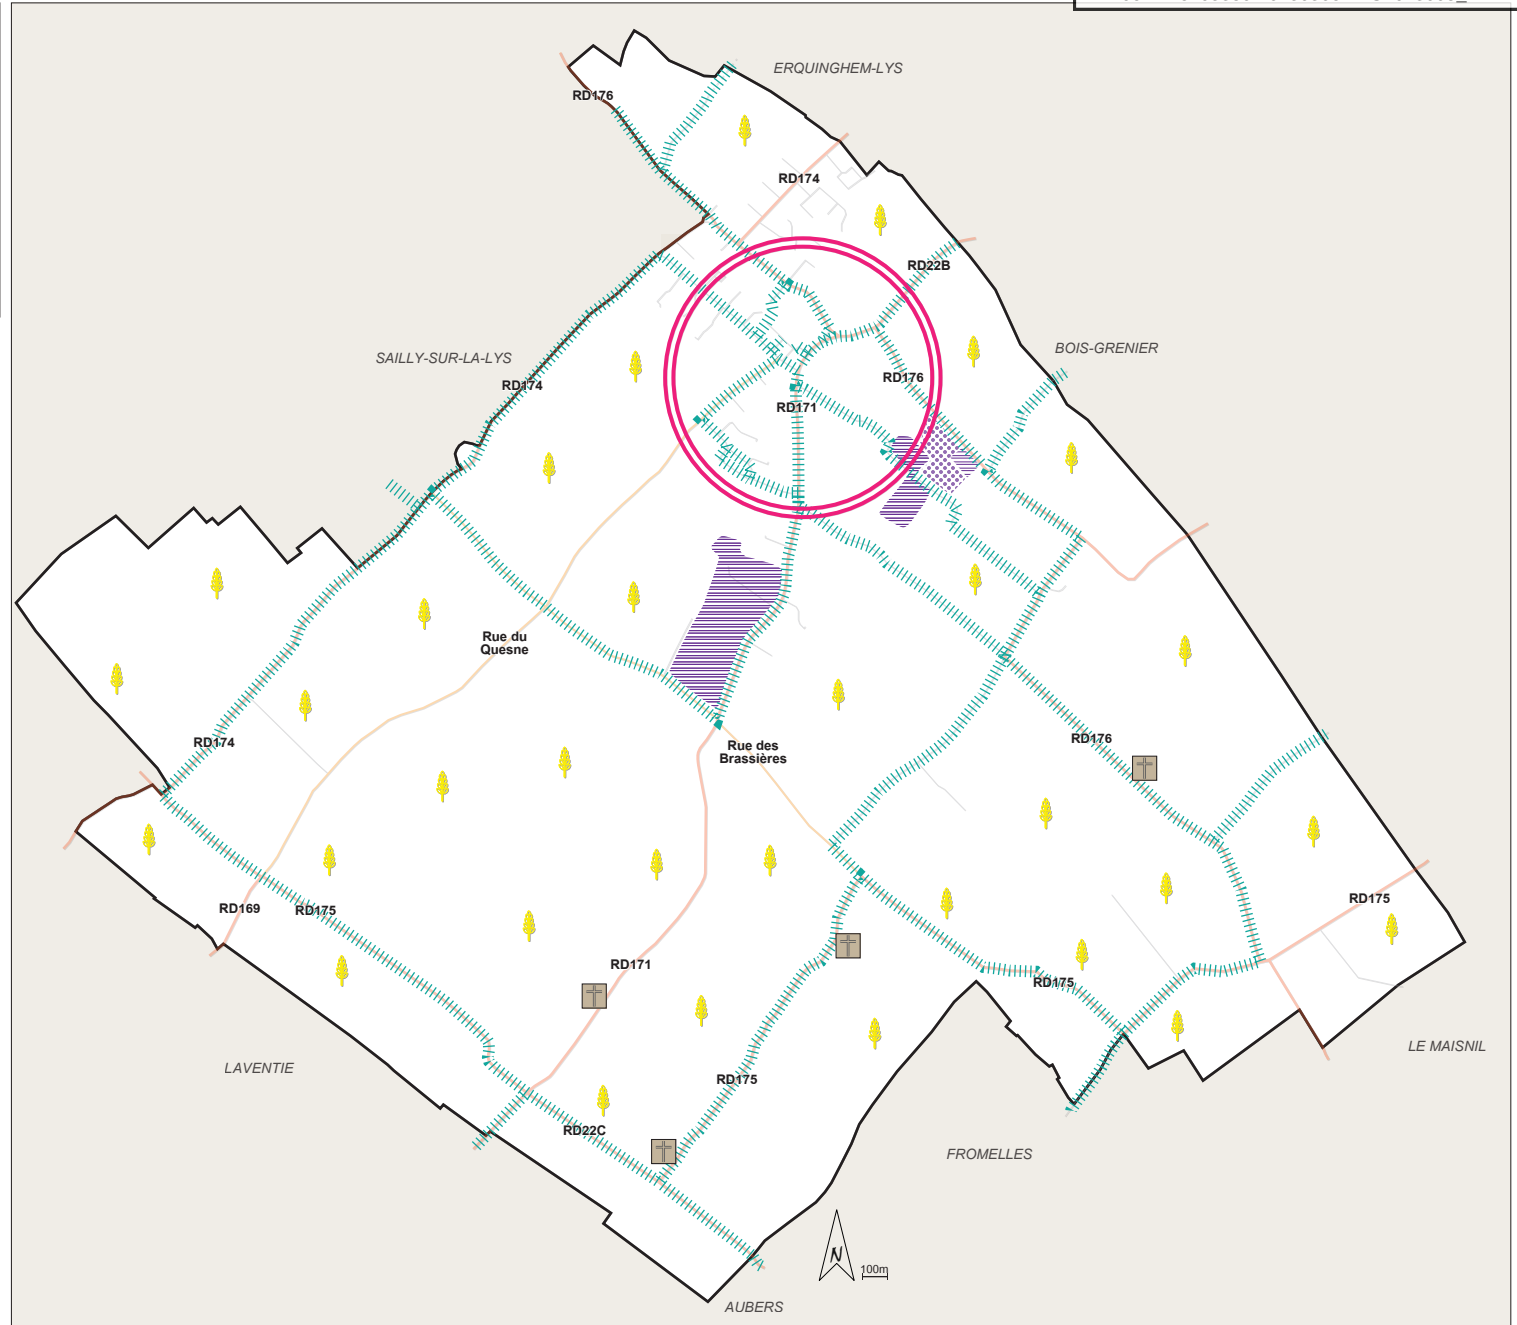 ERQUINGHEM-LYS
RD176
RD174
RD22B
SAILLY-SUR-LA-LYS
BOIS-GRENIER
RD174
RD176
RD171
Rue du
Quesne
RD174
Rue des
Brassières
RD176
RD169
RD175
RD175
RD171
RD175
LE MAISNIL
LAVENTIE
RD175
RD22C
FROMELLES
N
100m
AUBERS